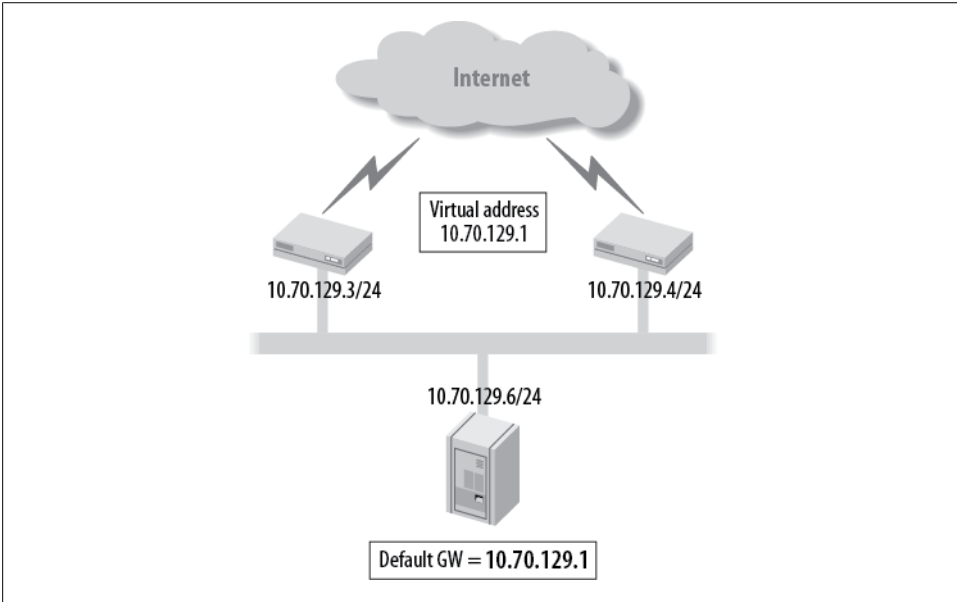 Internet
Virtual address
10.70.129.1
10.70.129.3/24
10.70.129.4/24
10.70.129.6/24
Default GW = 10.70.129.1